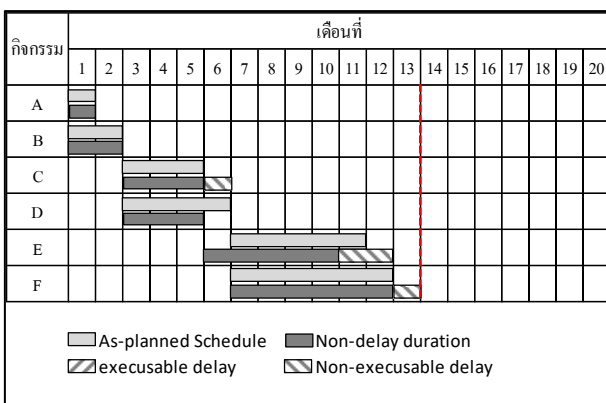 เดือนที่
กิจกรรม
1 2 3 4 5 6 7 8 9 10 11 12 13 14 15 16 17 18 19 20
A
B
C
D
E
F
As-planned Schedule Non-delay duration
execusable delay Non-execusable delay